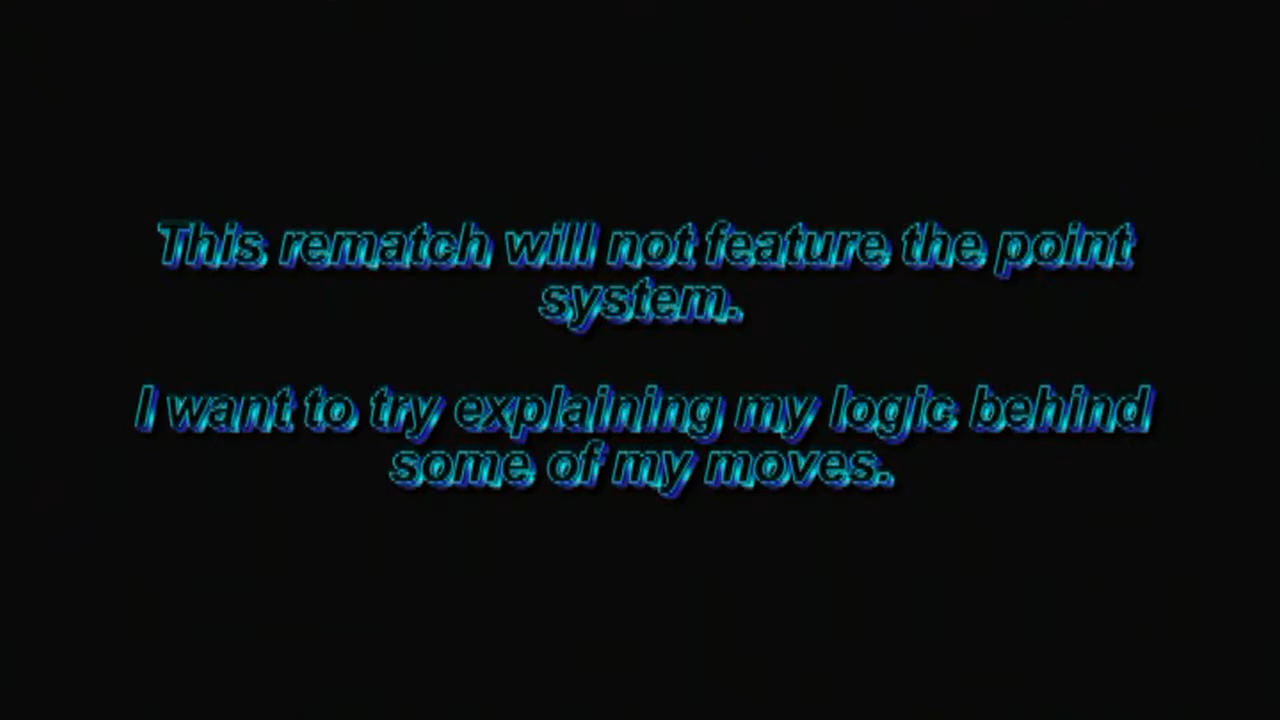 This rematch will not feature the point
system.
I want to try explaining my logic behind
some of my moves.